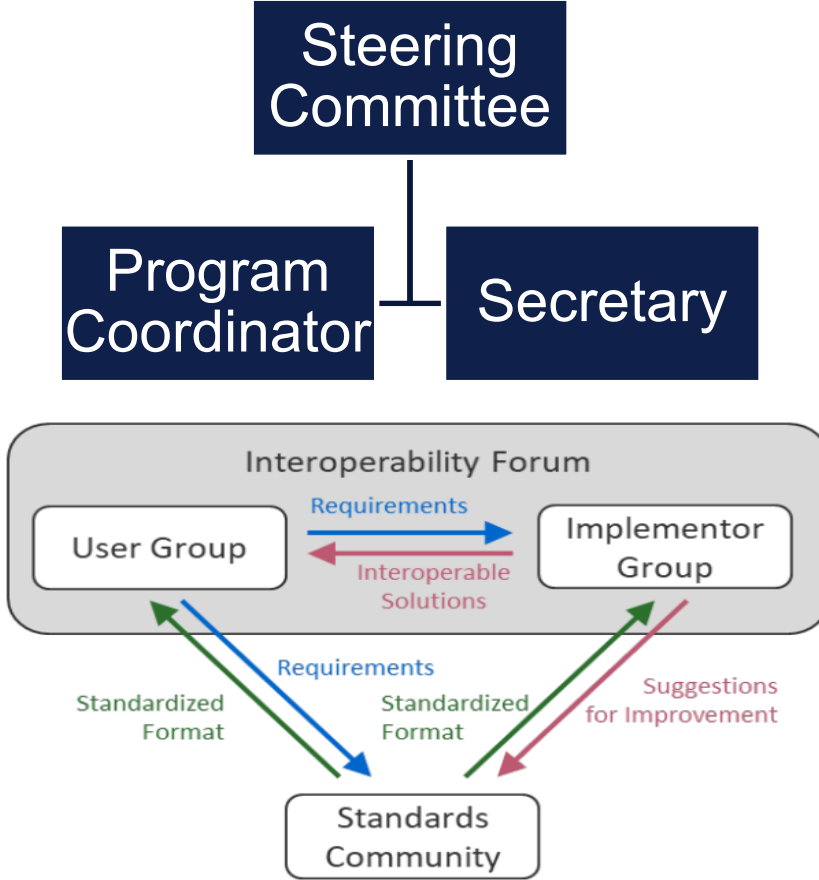 Steering
Committee
Program
Coordinator
Secretary
Interoperability Forum
User Group
Requirements
Interoperable
Solutions
Implementor
Group
Requirements
Standardized
Format
Standardized
Format
Suggestions
for Improvement
Standards
Community